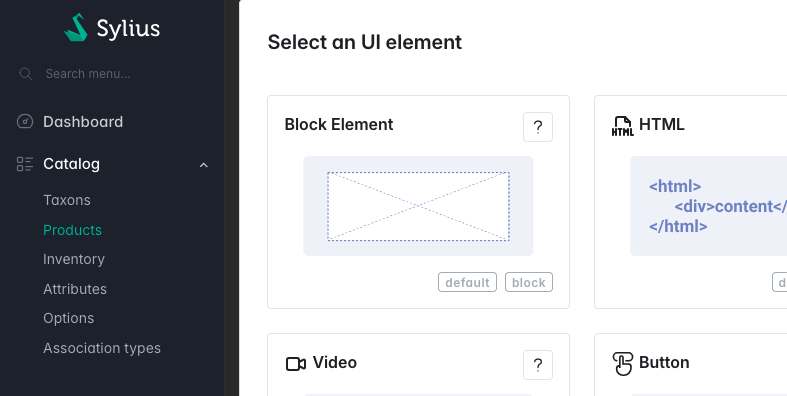 Sylius
Search menu...
Dashboard
Catalog
Taxons
Products
Inventory
Attributes
Options
Association types
Select an UI element
Block Element
?
default
block
HTML
HTML
<html>
<div>content</
</html>
d
Video
?
Button